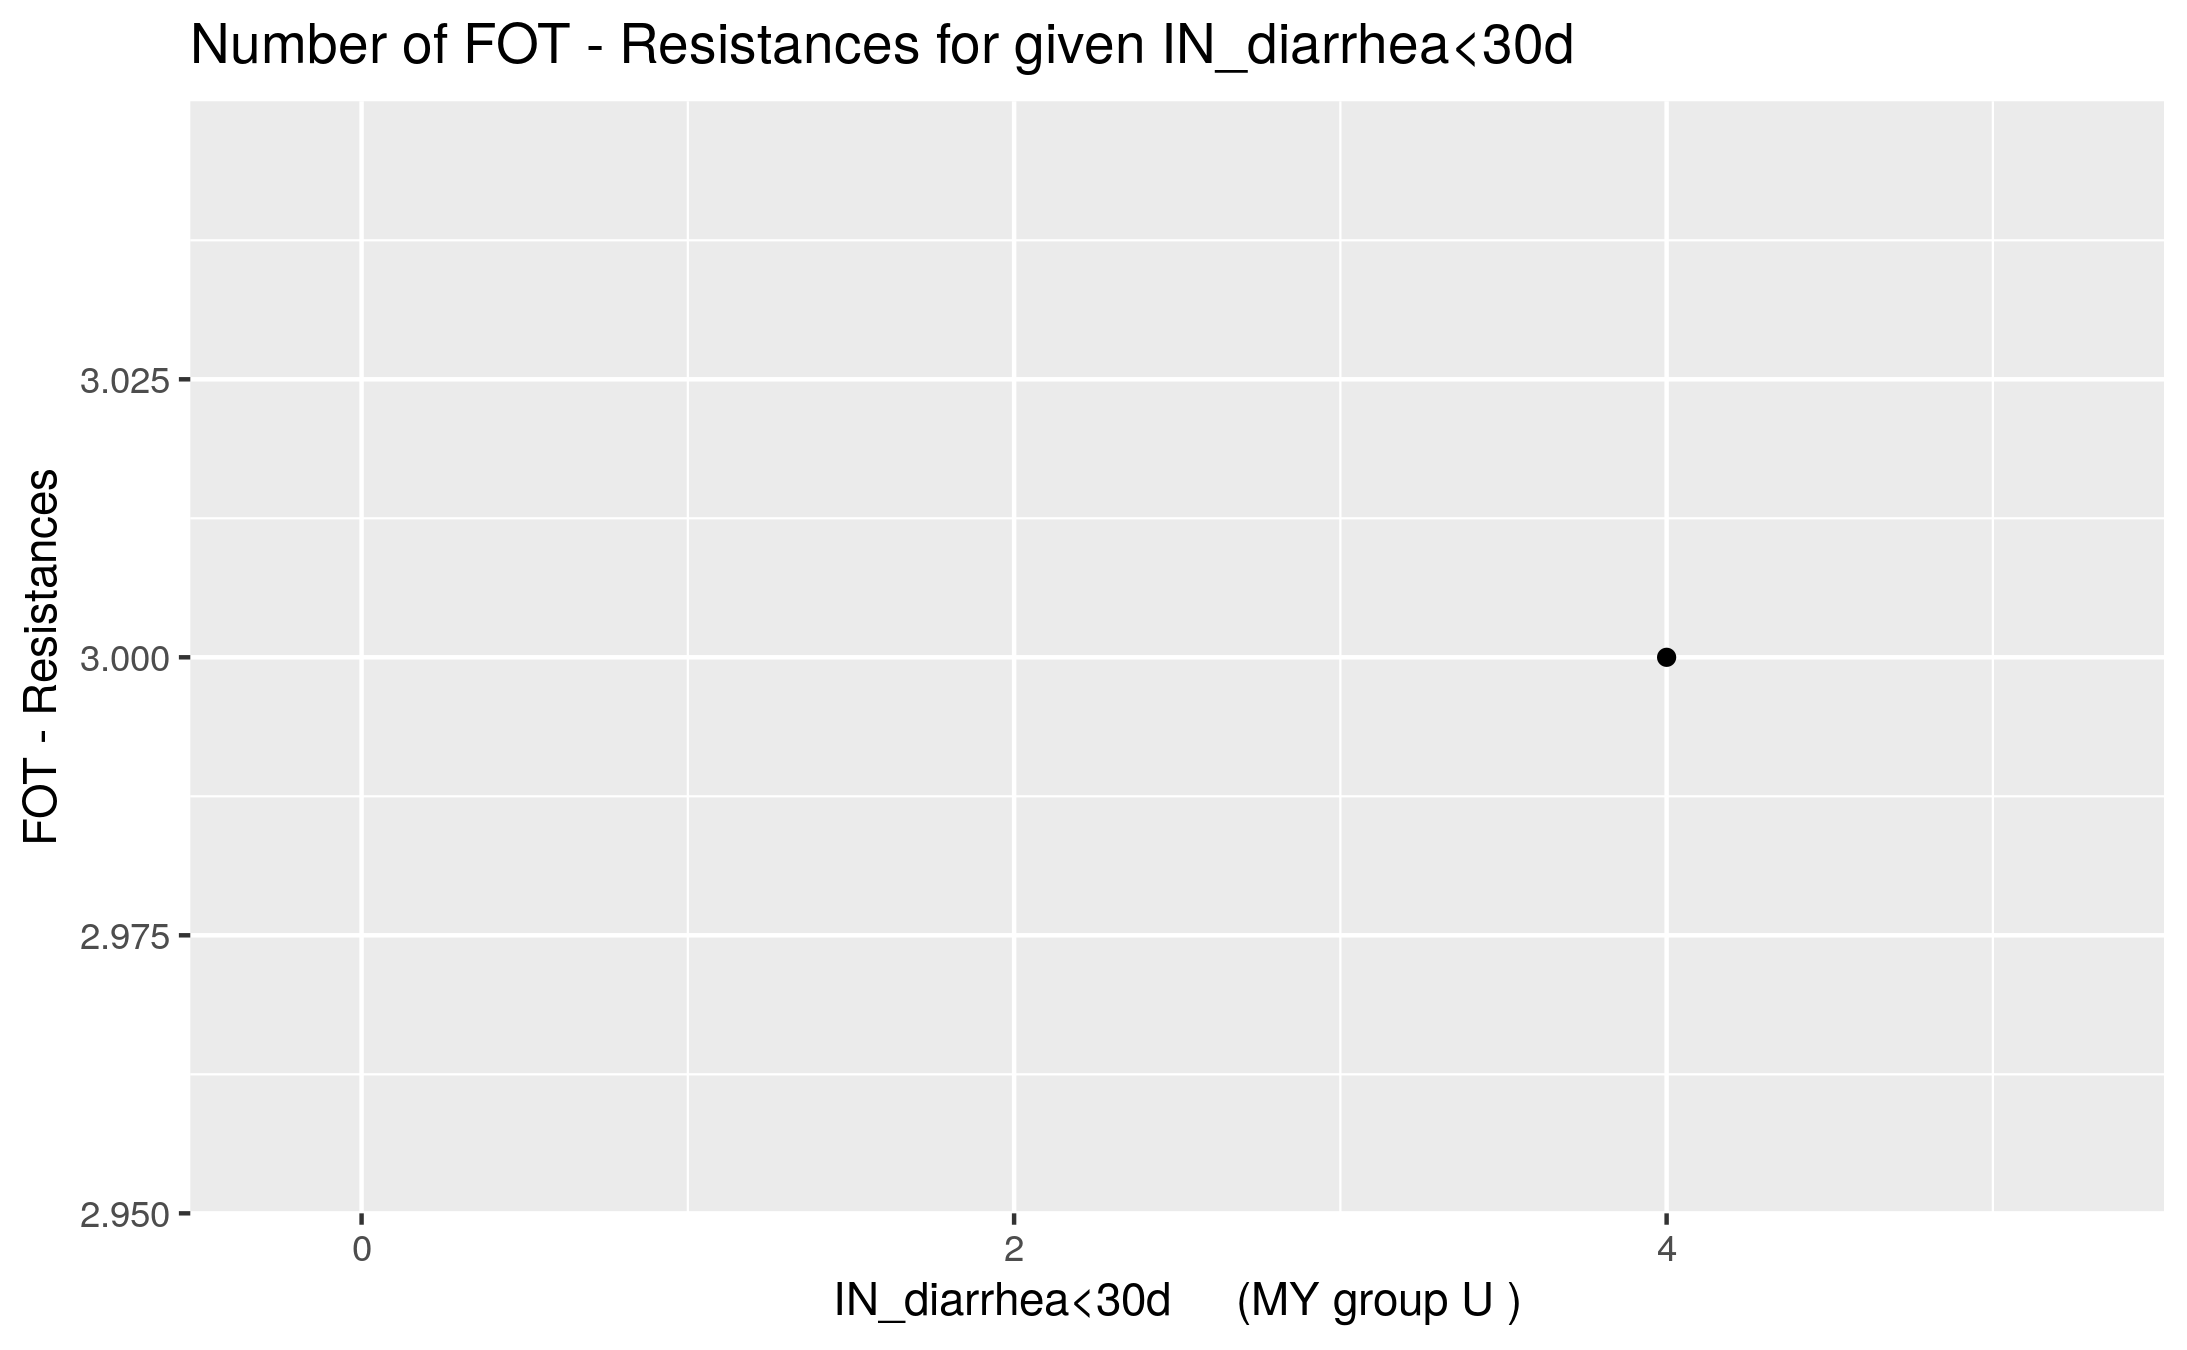 Number of FOT - Resistances for given IN_diarrhea<30d
FOT - Resistances
3.025
3.000
2.975
2.950
0 2 4
IN_diarrhea<30d (MY group U )